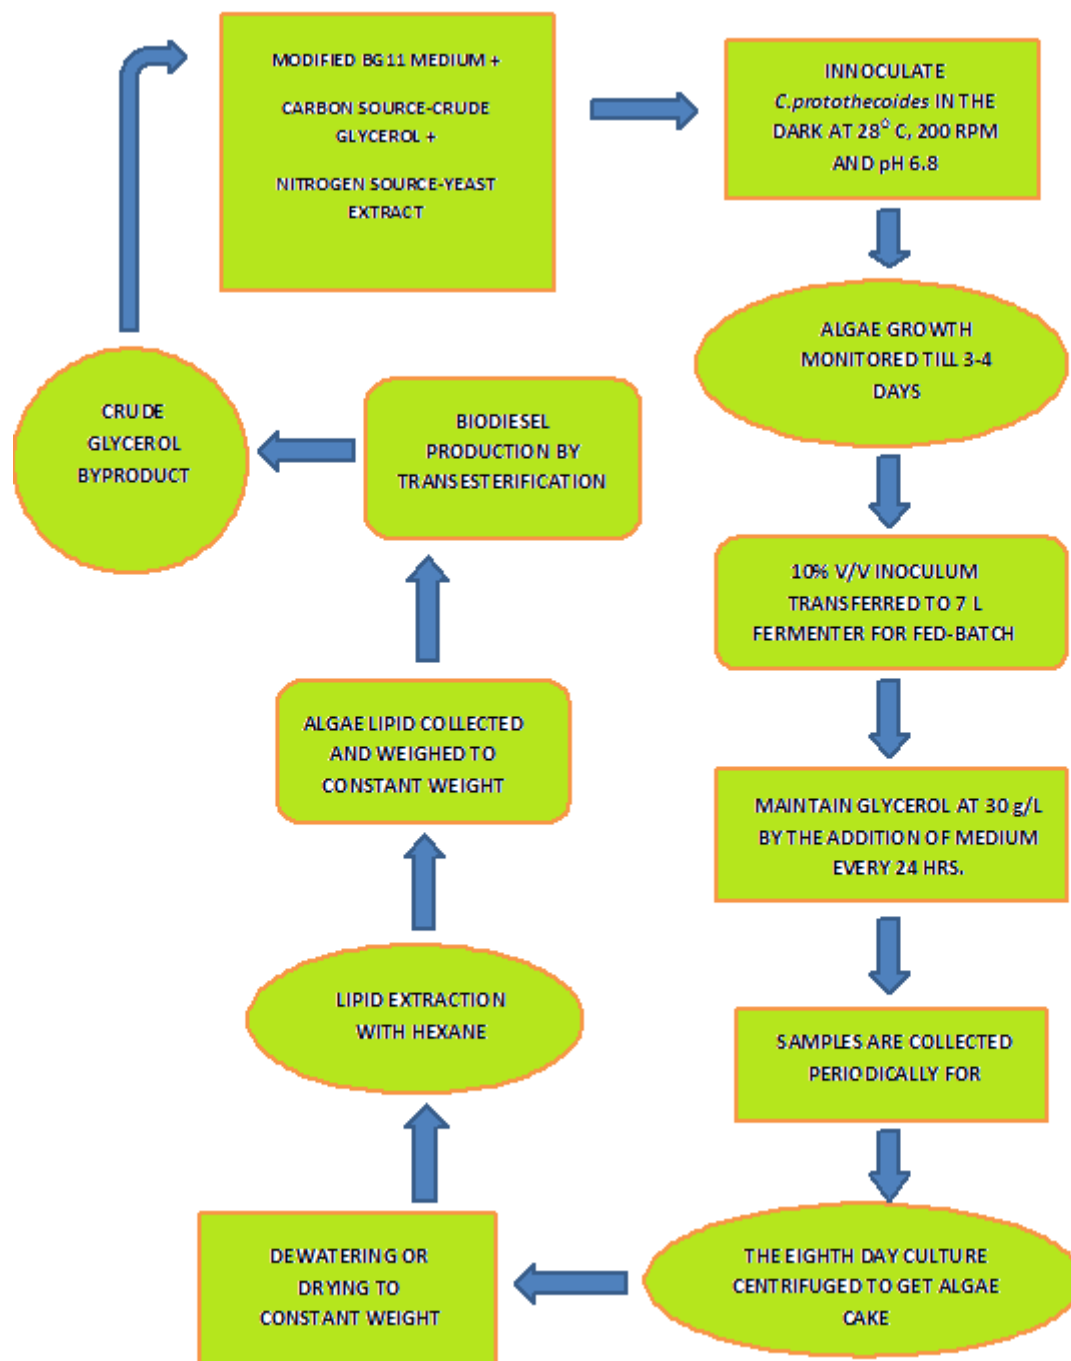 MODIFIED BG11 MEDIUM +
CARBON SOURCE-CRUDE
GLYCEROL +
NITROGEN SOURCE-YEAST
EXTRACT
INNOCULATE
C.protothecoides IN THE
DARK AT 28° C, 200 RPM
AND pH 6.8
ALGAE GROWTH
MONITORED TILL 3-4
DAYS
10% V/V INOCULUM
TRANSFERRED TO 7 L
FERMENTER FOR FED-BATCH
MAINTAIN GLYCEROL AT 30 g/L
BY THE ADDITION OF MEDIUM
EVERY 24 HRS.
SAMPLES ARE COLLECTED
PERIODICALLY FOR
THE EIGHTH DAY CULTURE
CENTRIFUGED TO GET ALGAE
CAKE
DEWATERING OR
DRYING TO
CONSTANT WEIGHT
LIPID EXTRACTION
WITH HEXANE
ALGAE LIPID COLLECTED
AND WEIGHED TO
CONSTANT WEIGHT
BIODIESEL
PRODUCTION BY
TRANSESTERIFICATION
CRUDE
GLYCEROL
BYPRODUCT